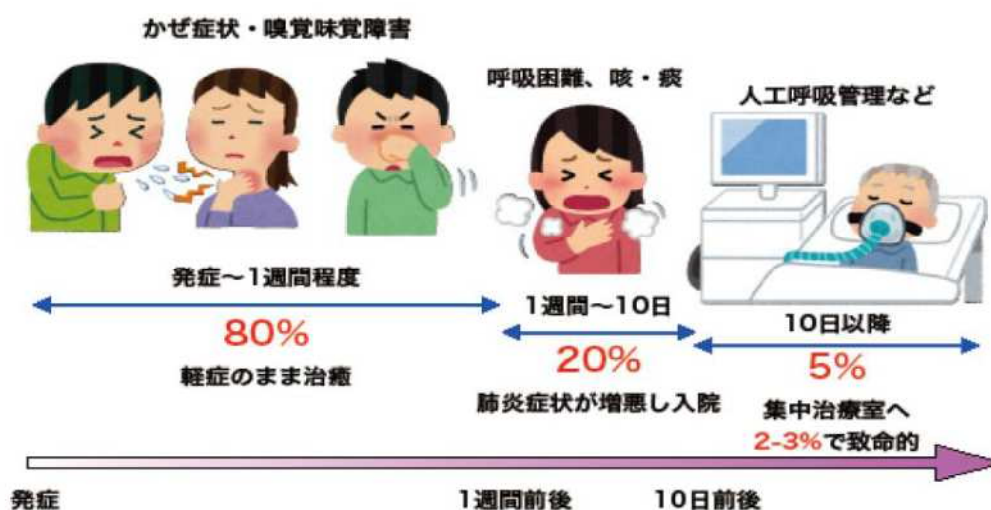 かぜ症状・嗅覚味覚障害
呼吸困難、咳・痰
人工呼吸管理など
発症～1週間程度
80%
軽症のまま治癒
1週間～10日
20%
肺炎症状が増悪し入院
10日以降
5%
集中治療室へ
2-3%で致命的
発症
1週間前後
10日前後